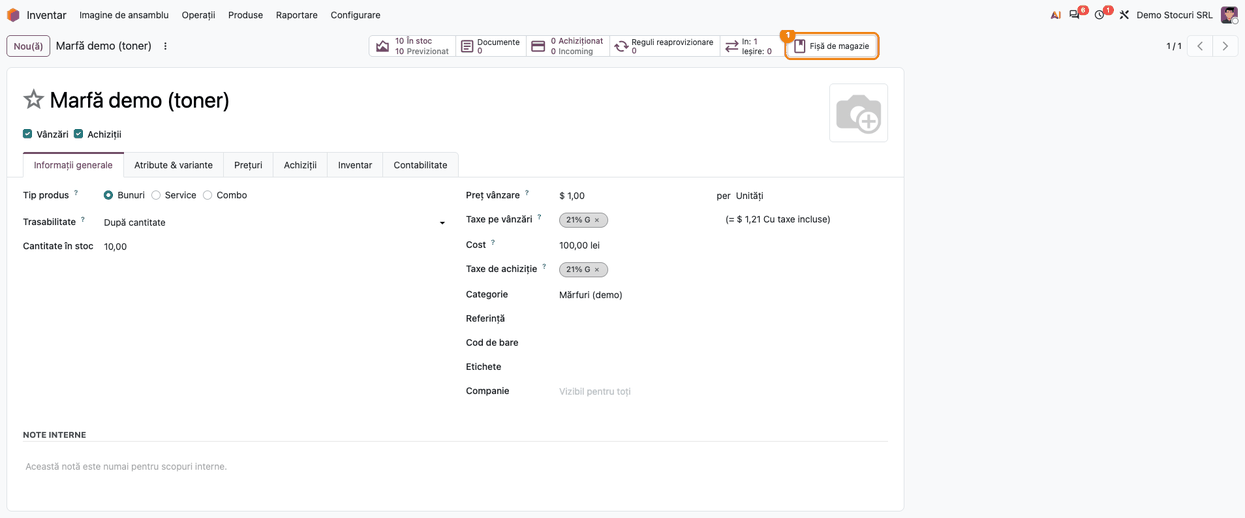 Inventar Imagine de ansamblu Operații Produse Raportare Configurare AI 6 1 Demo Stocuri SRL
Nou(ă) Marfă demo (toner) 10 În stoc 10 Previzionat Documente 0 0 Achiziționat 0 Incoming Reguli reaprovizionare 0 In: 1 Ieșire: 0 1 Fișă de magazie 1 / 1
Marfă demo (toner)
Vânzări Achiziții
Informații generale Atribute & variante Prețuri Achiziții Inventar Contabilitate
Tip produs ? Bunuri Service Combo Preț vânzare ? $ 1,00 per Unități
Trasabilitate ? După cantitate Taxe pe vânzări ? 21% G × (= $ 1,21 Cu taxe incluse)
Cantitate în stoc 10,00 Cost ? 100,00 lei
Taxe de achiziție ? 21% G ×
Categorie Mărfuri (demo)
Referință
Cod de bare
Etichete
Companie Vizibil pentru toți
NOTE INTERNE
Această notă este numai pentru scopuri interne.